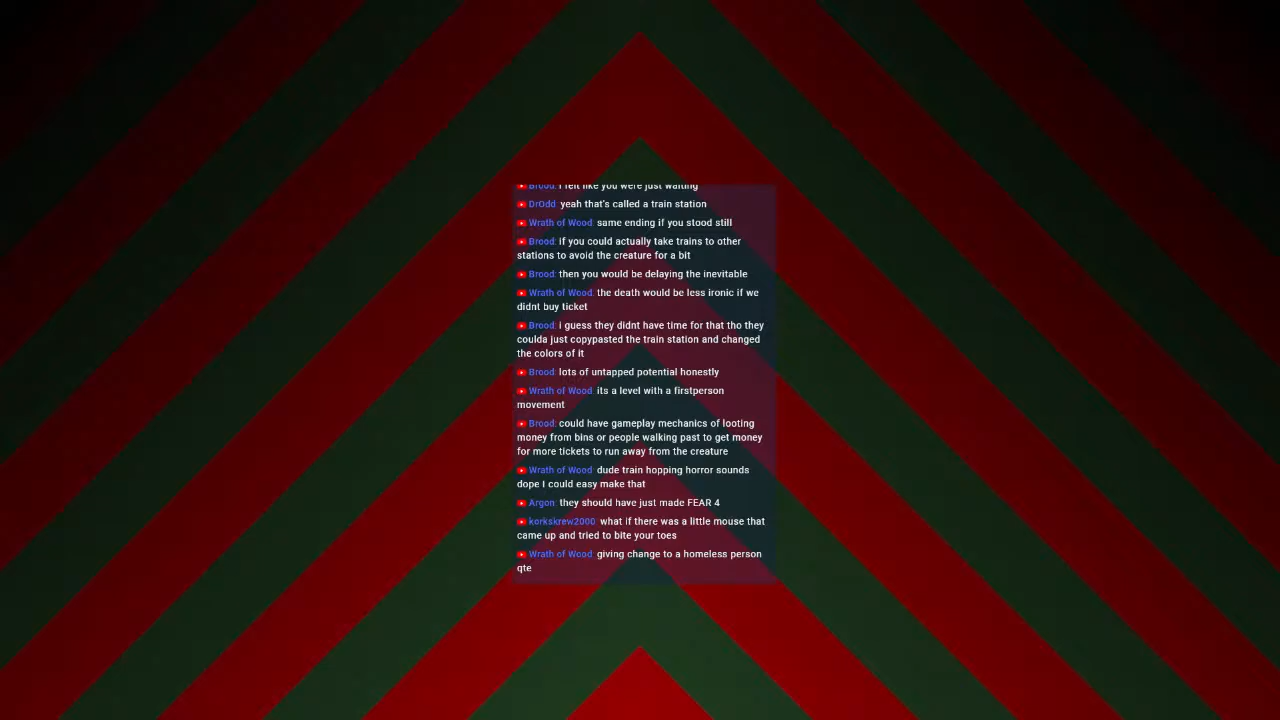 Brood: I felt like you were just waiting
DrOdd: yeah that's called a train station
Wrath of Wood: same ending if you stood still
Brood: if you could actually take trains to other
stations to avoid the creature for a bit
Brood: then you would be delaying the inevitable
Wrath of Wood: the death would be less ironic if we
didnt buy ticket
Brood: i guess they didnt have time for that tho they
coulda just copypasted the train station and changed
the colors of it
Brood: lots of untapped potential honestly
Wrath of Wood: its a level with a firstperson
movement
Brood: could have gameplay mechanics of looting
money from bins or people walking past to get money
for more tickets to run away from the creature
Wrath of Wood: dude train hopping horror sounds
dope I could easy make that
Argon: they should have just made FEAR 4
korkskrew2000: what if there was a little mouse that
came up and tried to bite your toes
Wrath of Wood: giving change to a homeless person
qte